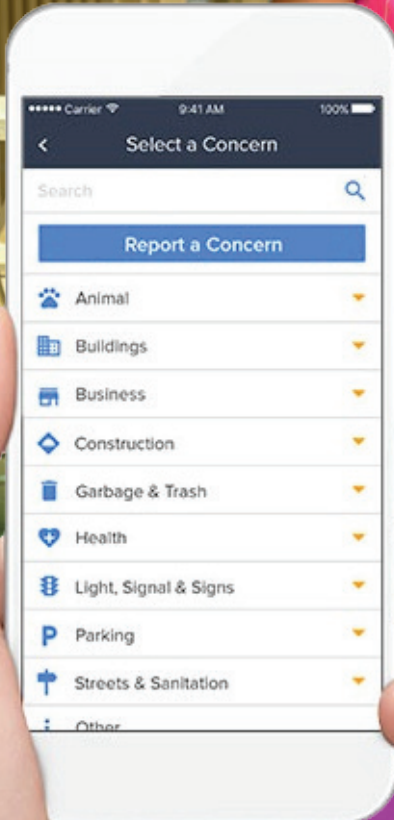 Carrier 9:41 AM 100%
Select a Concern
Search
Report a Concern
Animal
Buildings
Business
Construction
Garbage & Trash
Health
Light, Signal & Signs
P Parking
Streets & Sanitation
Other